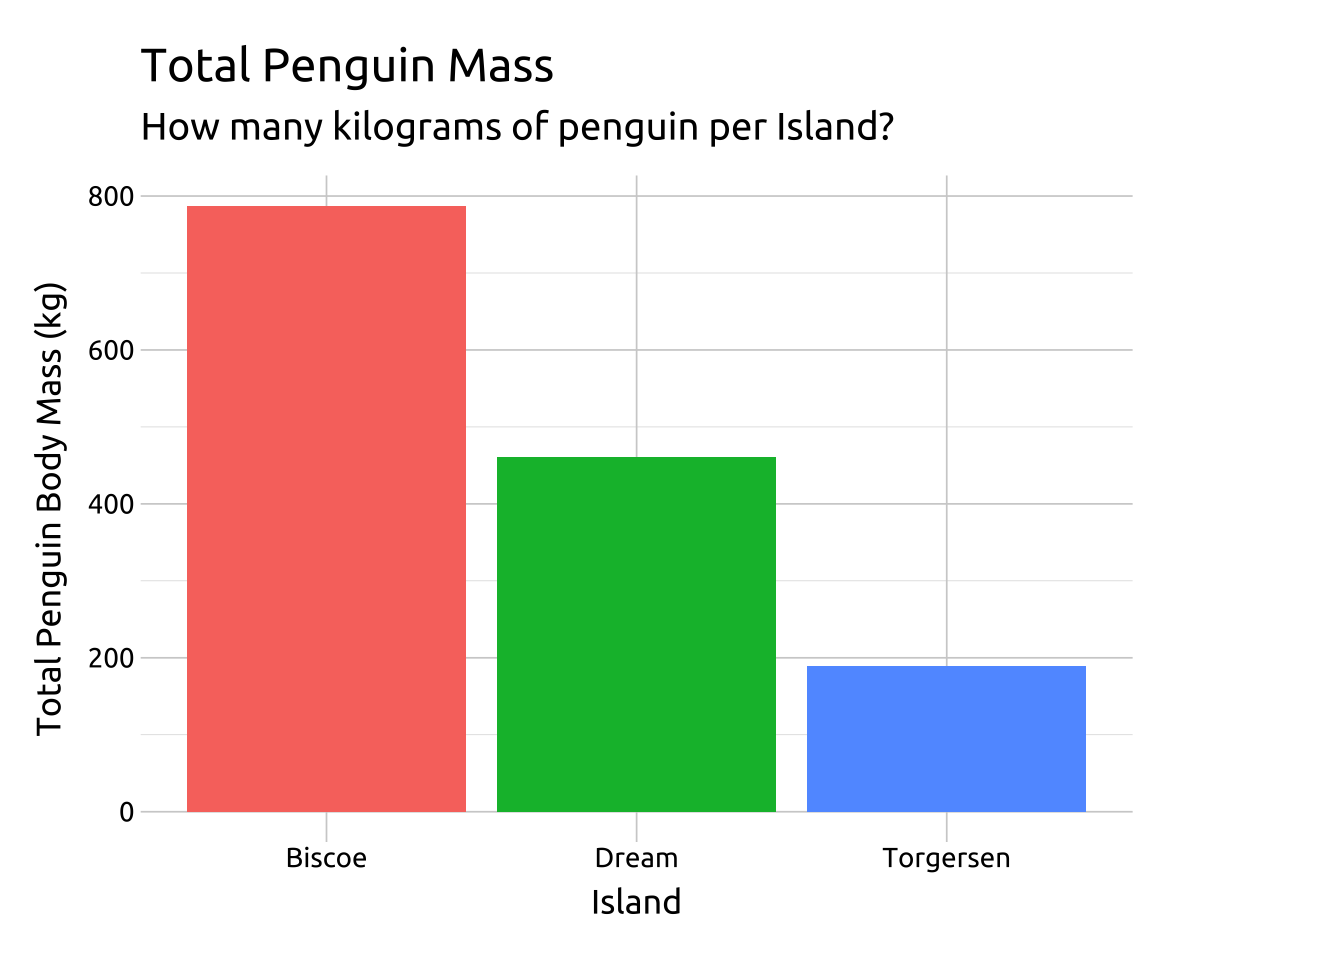 Total Penguin Mass
How many kilograms of penguin per Island?
Total Penguin Body Mass (kg)
800
600
400
200
0
Biscoe
Dream
Torgersen
Island